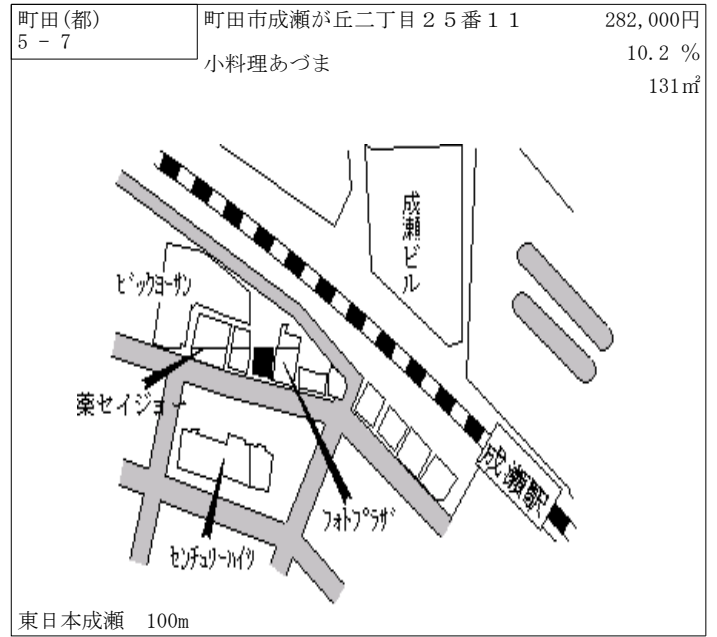 町田(都)
5 - 7
町田市成瀬が丘二丁目２５番１１
282,000円
小料理あづま
10.2 %
131㎡
成瀬ビル
ビックヨーサン
薬セイジョー
成瀬駅
フォトプラザ
センチュリーハイツ
東日本成瀬　100m